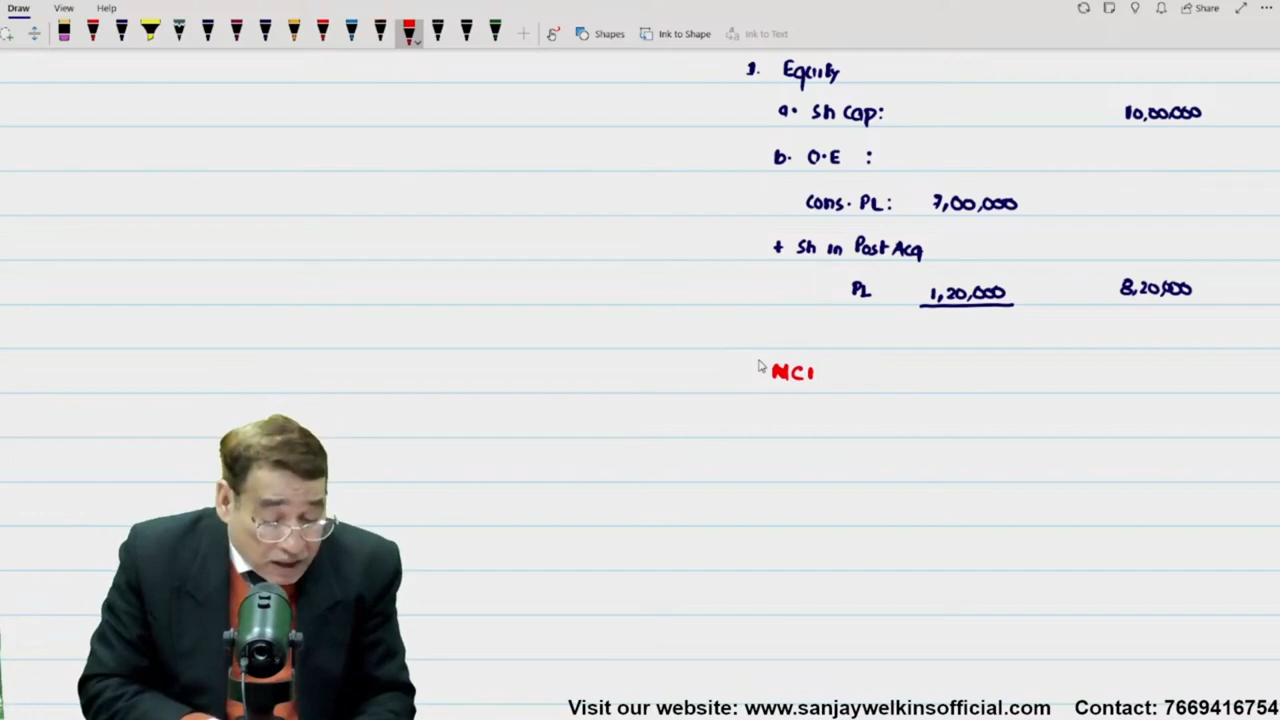 Draw View Help
Shapes Ink to Shape Ink to Text Share
1. Equity
a. Sh Cap: 10,00,000
b. O.E :
Cons. PL: 7,00,000
+ Sh in Post Acq
PL 1,20,000 8,20,000
NCI
Visit our website: www.sanjaywelkinsofficial.com Contact: 7669416754